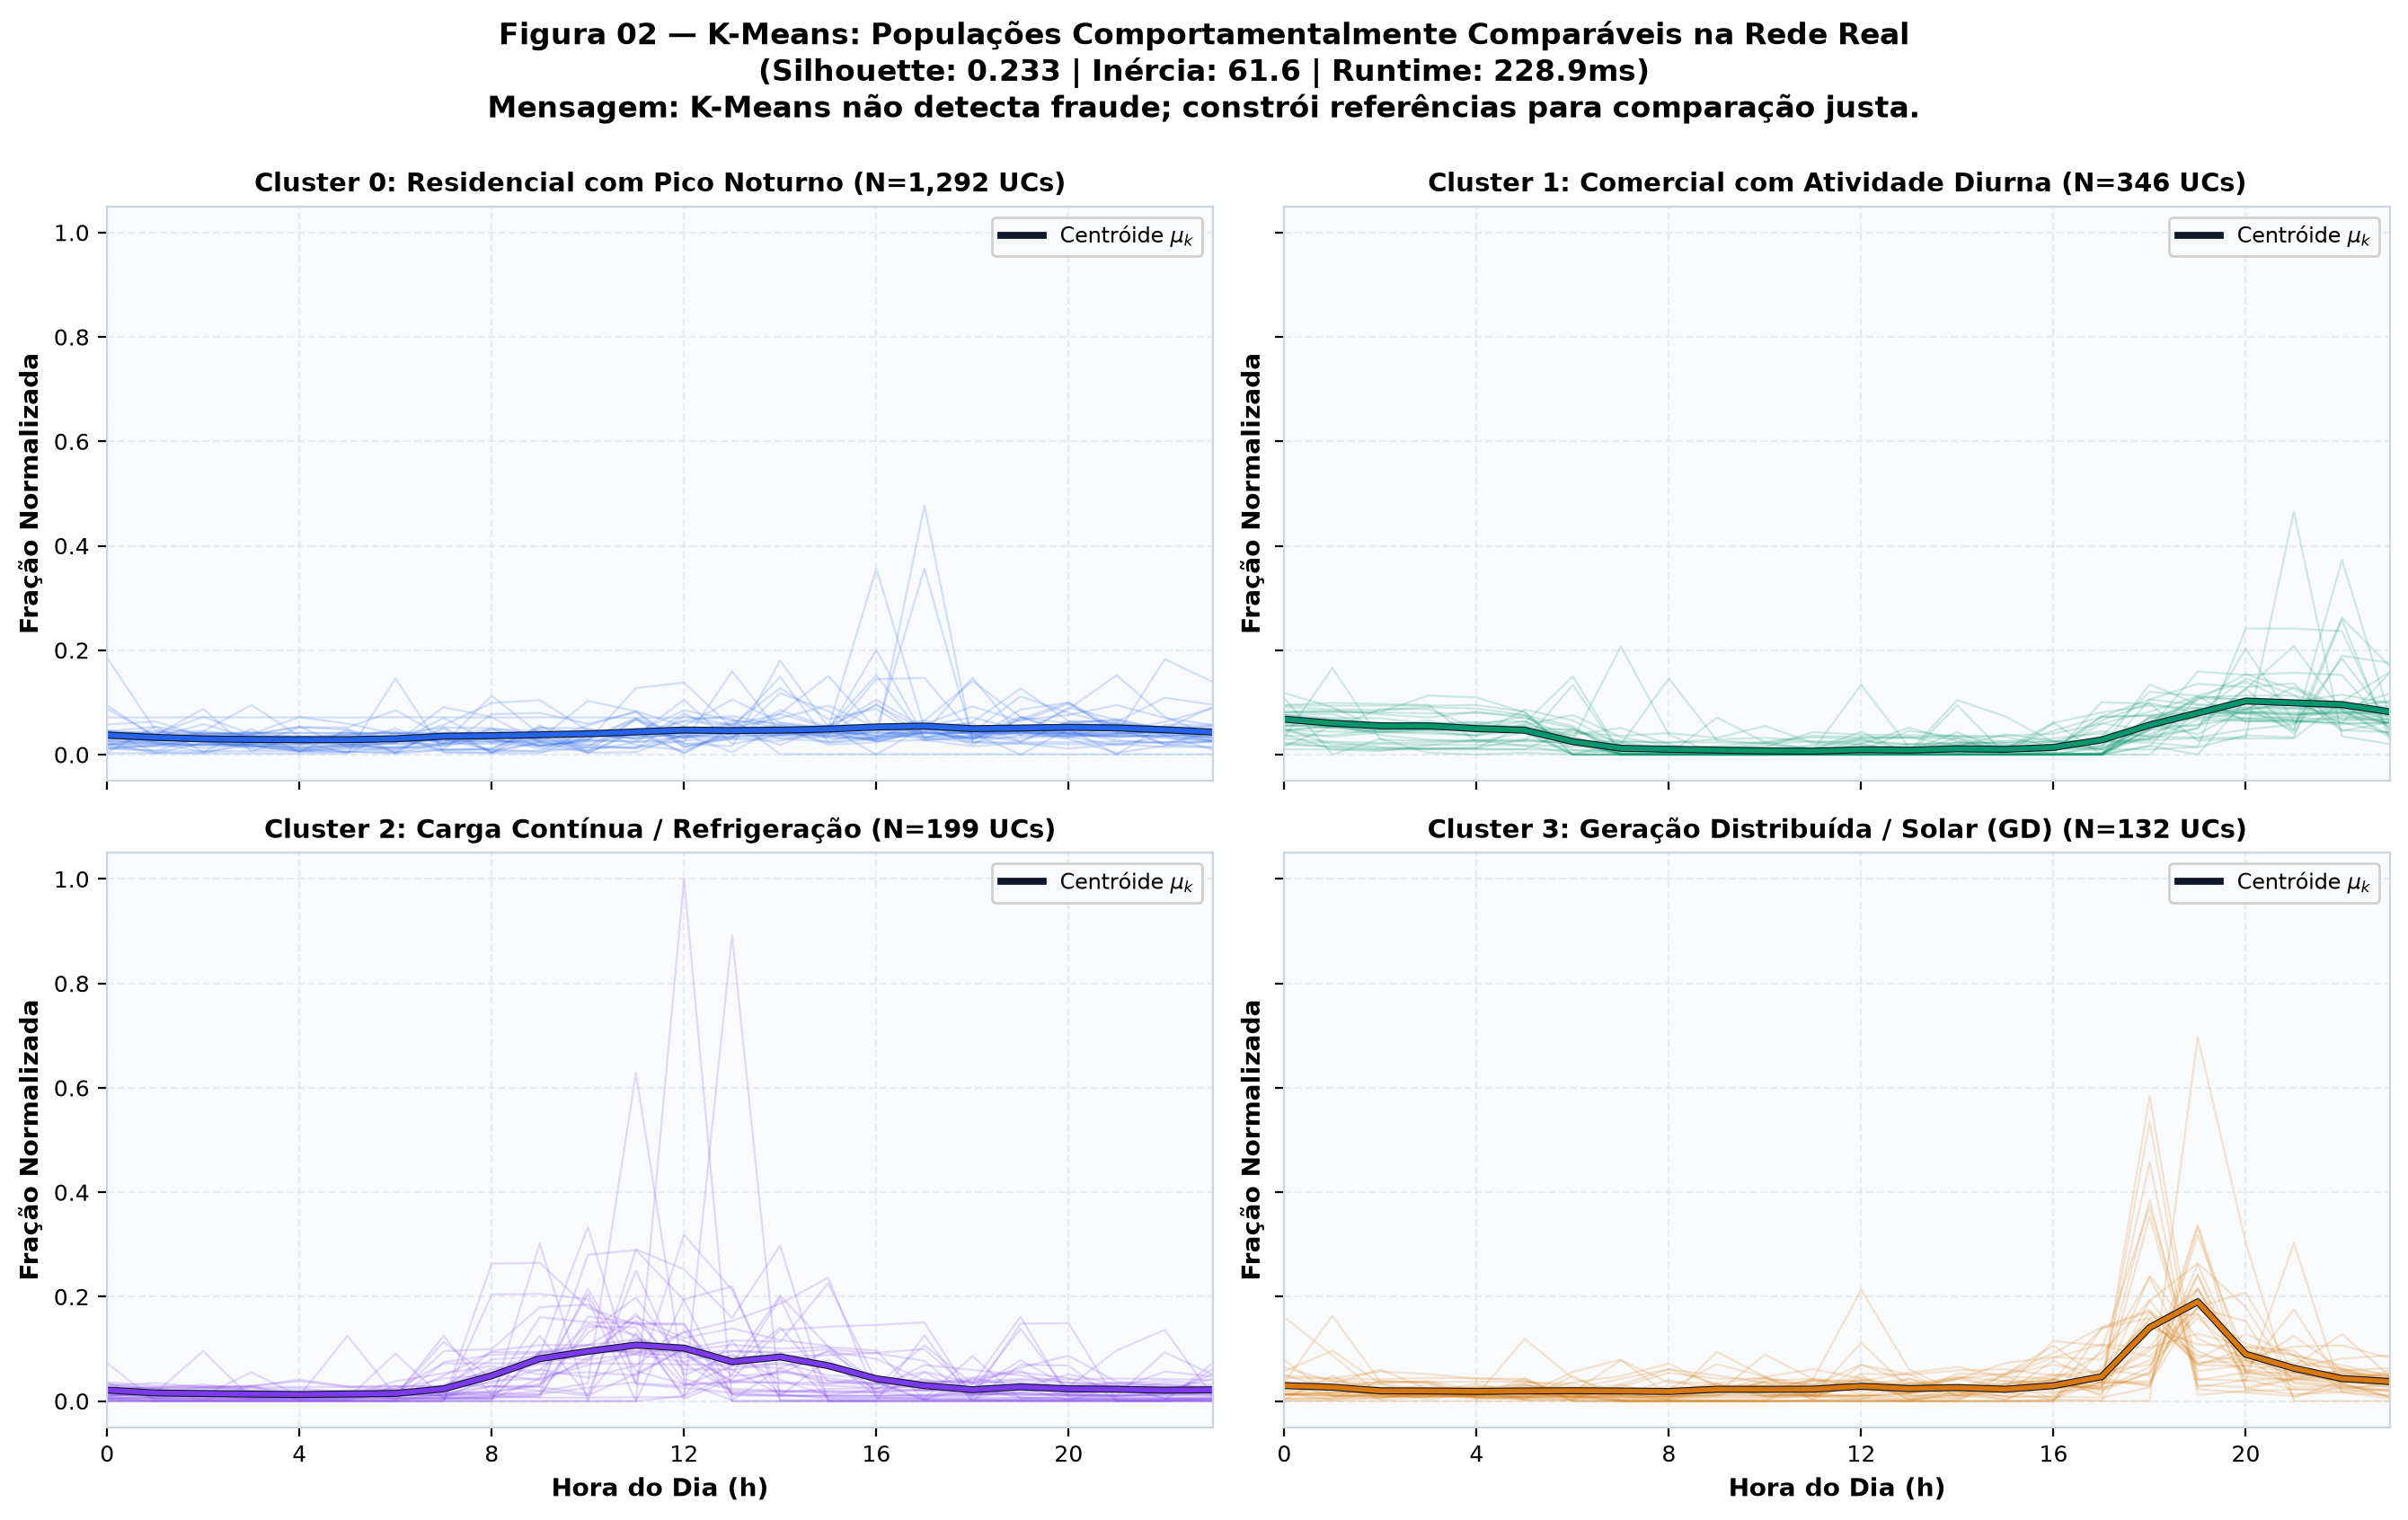 Figura 02 — K-Means: Populações Comportamentalmente Comparáveis na Rede Real
(Silhouette: 0.233 | Inércia: 61.6 | Runtime: 228.9ms)
Mensagem: K-Means não detecta fraude; constrói referências para comparação justa.
Cluster 0: Residencial com Pico Noturno (N=1,292 UCs)
Centróide μk
Fração Normalizada
1.0
0.8
0.6
0.4
0.2
0.0
Cluster 1: Comercial com Atividade Diurna (N=346 UCs)
Centróide μk
Fração Normalizada
Cluster 2: Carga Contínua / Refrigeração (N=199 UCs)
Centróide μk
Fração Normalizada
1.0
0.8
0.6
0.4
0.2
0.0
0 4 8 12 16 20
Hora do Dia (h)
Cluster 3: Geração Distribuída / Solar (GD) (N=132 UCs)
Centróide μk
Fração Normalizada
0 4 8 12 16 20
Hora do Dia (h)